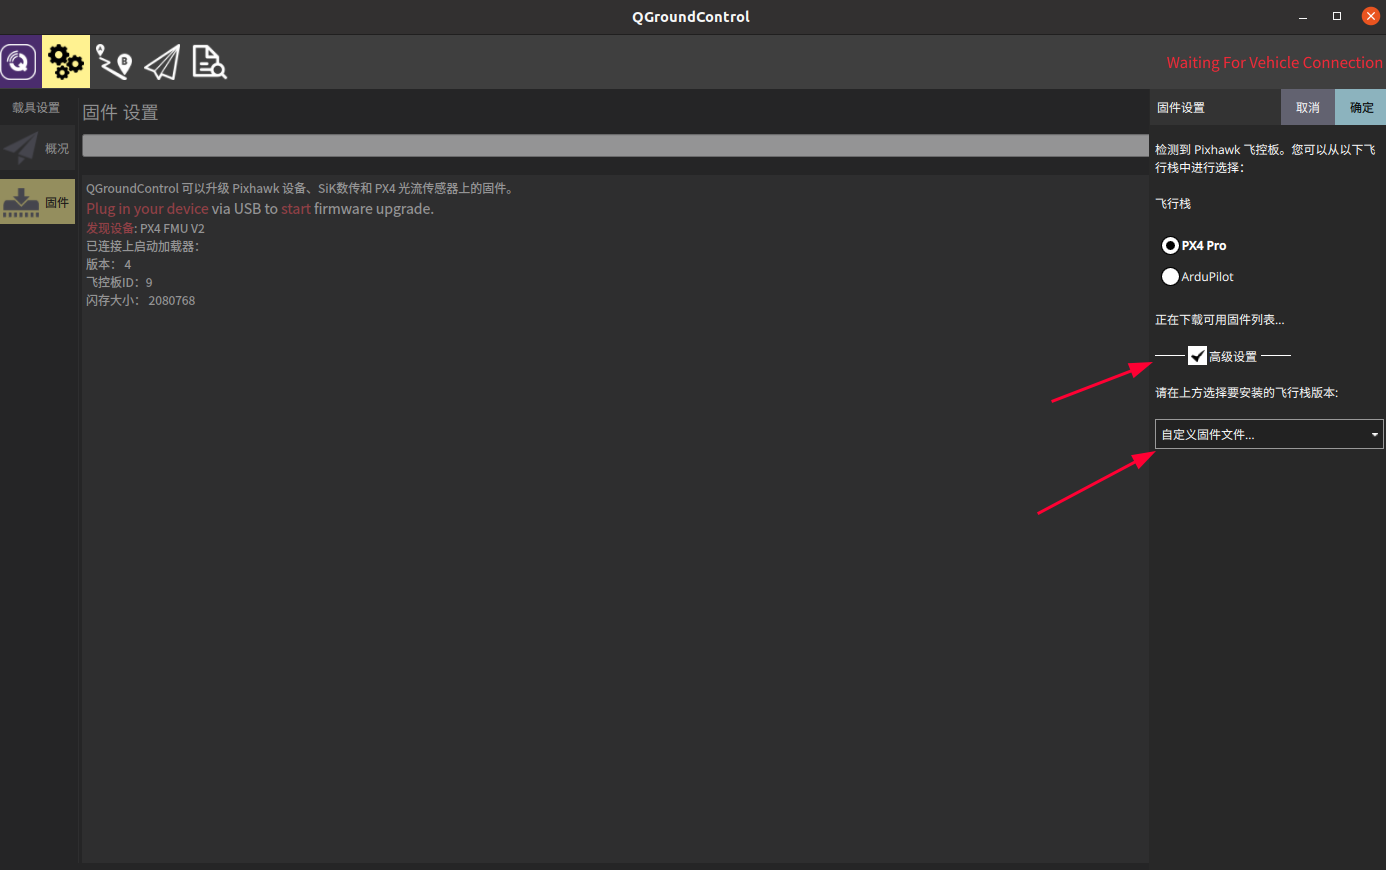 QGroundControl
Waiting For Vehicle Connection
载具设置
概况
固件
固件 设置
QGroundControl 可以升级 Pixhawk 设备、SiK数传和 PX4 光流传感器上的固件。
Plug in your device via USB to start firmware upgrade.
发现设备: PX4 FMU V2
已连接上启动加载器：
版本： 4
飞控板ID：9
闪存大小： 2080768
固件设置
取消
确定
检测到 Pixhawk 飞控板。您可以从以下飞
行栈中进行选择：
飞行栈
PX4 Pro
ArduPilot
正在下载可用固件列表...
高级设置
请在上方选择要安装的飞行栈版本:
自定义固件文件...